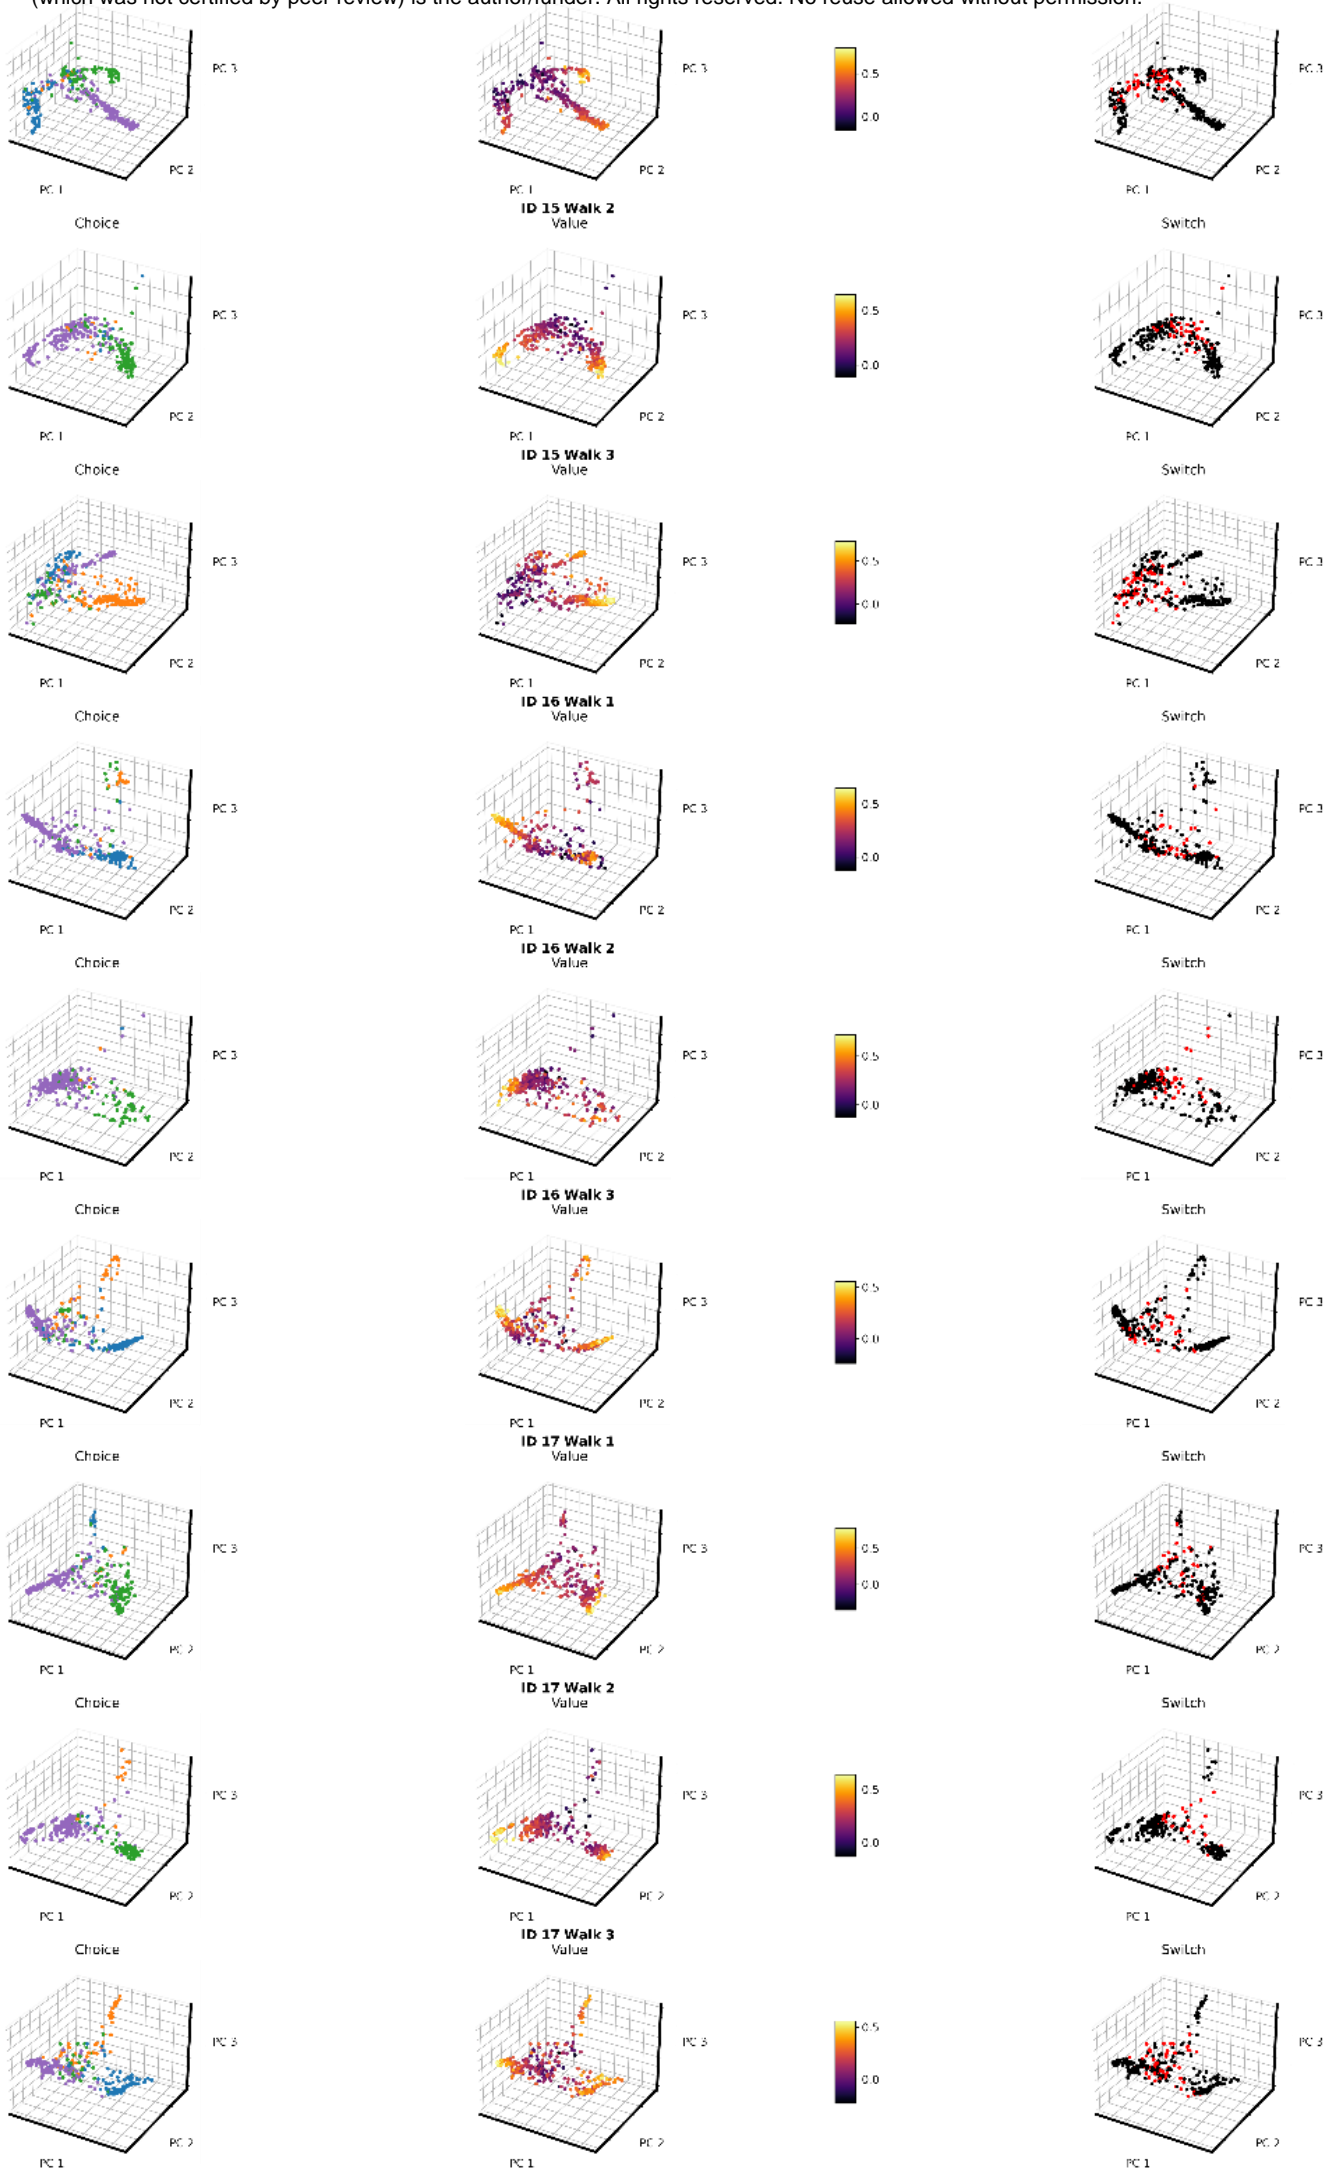 (which was not certified by peer review) is the author/funder. All rights reserved. No reuse allowed without permission.
PC 3 PC 3 0.5 0.0 PC 3
PC 2 PC 2 PC 2
PC 1 PC 1 PC 1
ID 15 Walk 2
Choice Value Switch
PC 3 PC 3 0.5 0.0 PC 3
PC 2 PC 2 PC 2
PC 1 PC 1 PC 1
ID 15 Walk 3
Choice Value Switch
PC 3 PC 3 0.5 0.0 PC 3
PC 2 PC 2 PC 2
PC 1 PC 1 PC 1
ID 16 Walk 1
Choice Value Switch
PC 3 PC 3 0.5 0.0 PC 3
PC 2 PC 2 PC 2
PC 1 PC 1 PC 1
ID 16 Walk 2
Choice Value Switch
PC 3 PC 3 0.5 0.0 PC 3
PC 2 PC 2 PC 2
PC 1 PC 1 PC 1
ID 16 Walk 3
Choice Value Switch
PC 3 PC 3 0.5 0.0 PC 3
PC 2 PC 2 PC 2
PC 1 PC 1 PC 1
ID 17 Walk 1
Choice Value Switch
PC 3 PC 3 0.5 0.0 PC 3
PC 2 PC 2 PC 2
PC 1 PC 1 PC 1
ID 17 Walk 2
Choice Value Switch
PC 3 PC 3 0.5 0.0 PC 3
PC 2 PC 2 PC 2
PC 1 PC 1 PC 1
ID 17 Walk 3
Choice Value Switch
PC 3 PC 3 0.5 0.0 PC 3
PC 2 PC 2 PC 2
PC 1 PC 1 PC 1